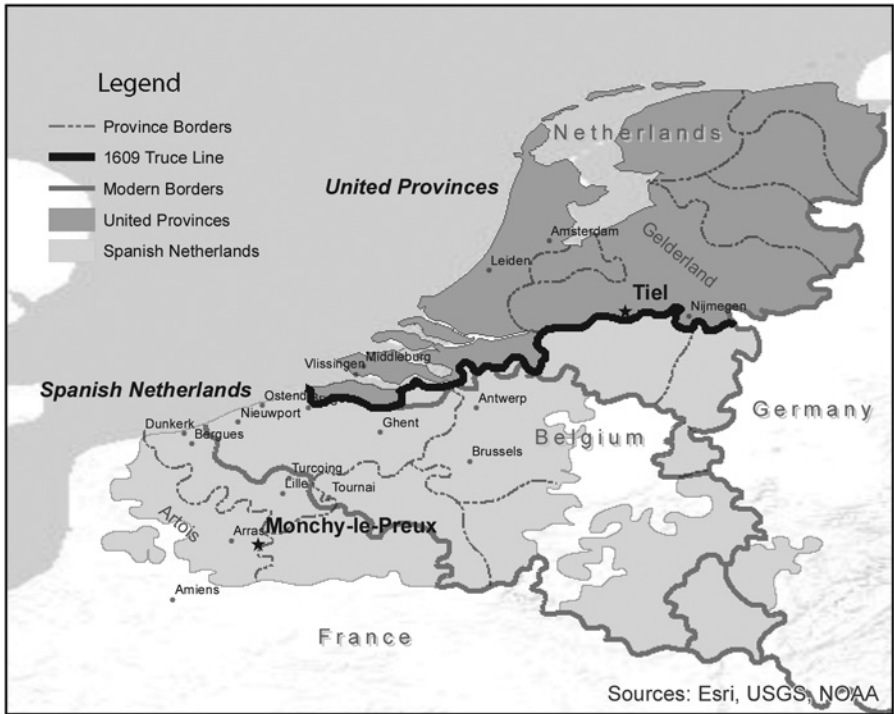 Legend
Province Borders
1609 Truce Line
Modern Borders
United Provinces
Spanish Netherlands
Netherlands
United Provinces
Amsterdam
Leiden
Gelderland
Tiel
Nijmegen
Vlissingen
Middleburg
Spanish Netherlands
Ostend
Nieuwport
Antwerp
Germany
Dunkerk
Bergues
Ghent
Belgium
Brussels
Turcoing
Lille
Tournai
Artois
Arras
Monchy-le-Preux
Amiens
France
Sources: Esri, USGS, NOAA